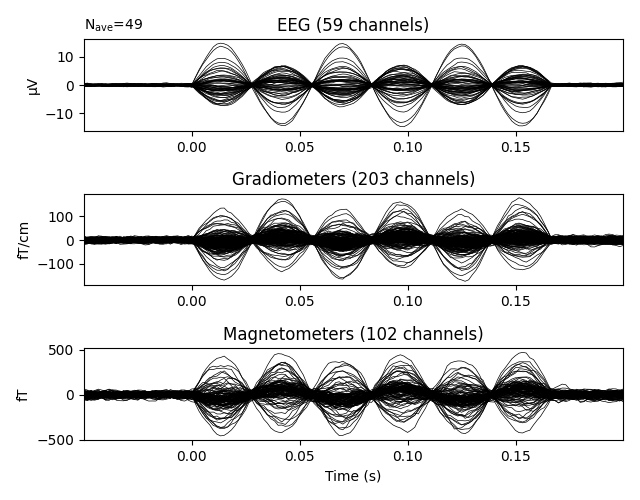 N_ave=49
EEG (59 channels)
10
0
−10
µV
0.00 0.05 0.10 0.15
Gradiometers (203 channels)
100
0
−100
fT/cm
0.00 0.05 0.10 0.15
Magnetometers (102 channels)
500
0
−500
fT
0.00 0.05 0.10 0.15
Time (s)